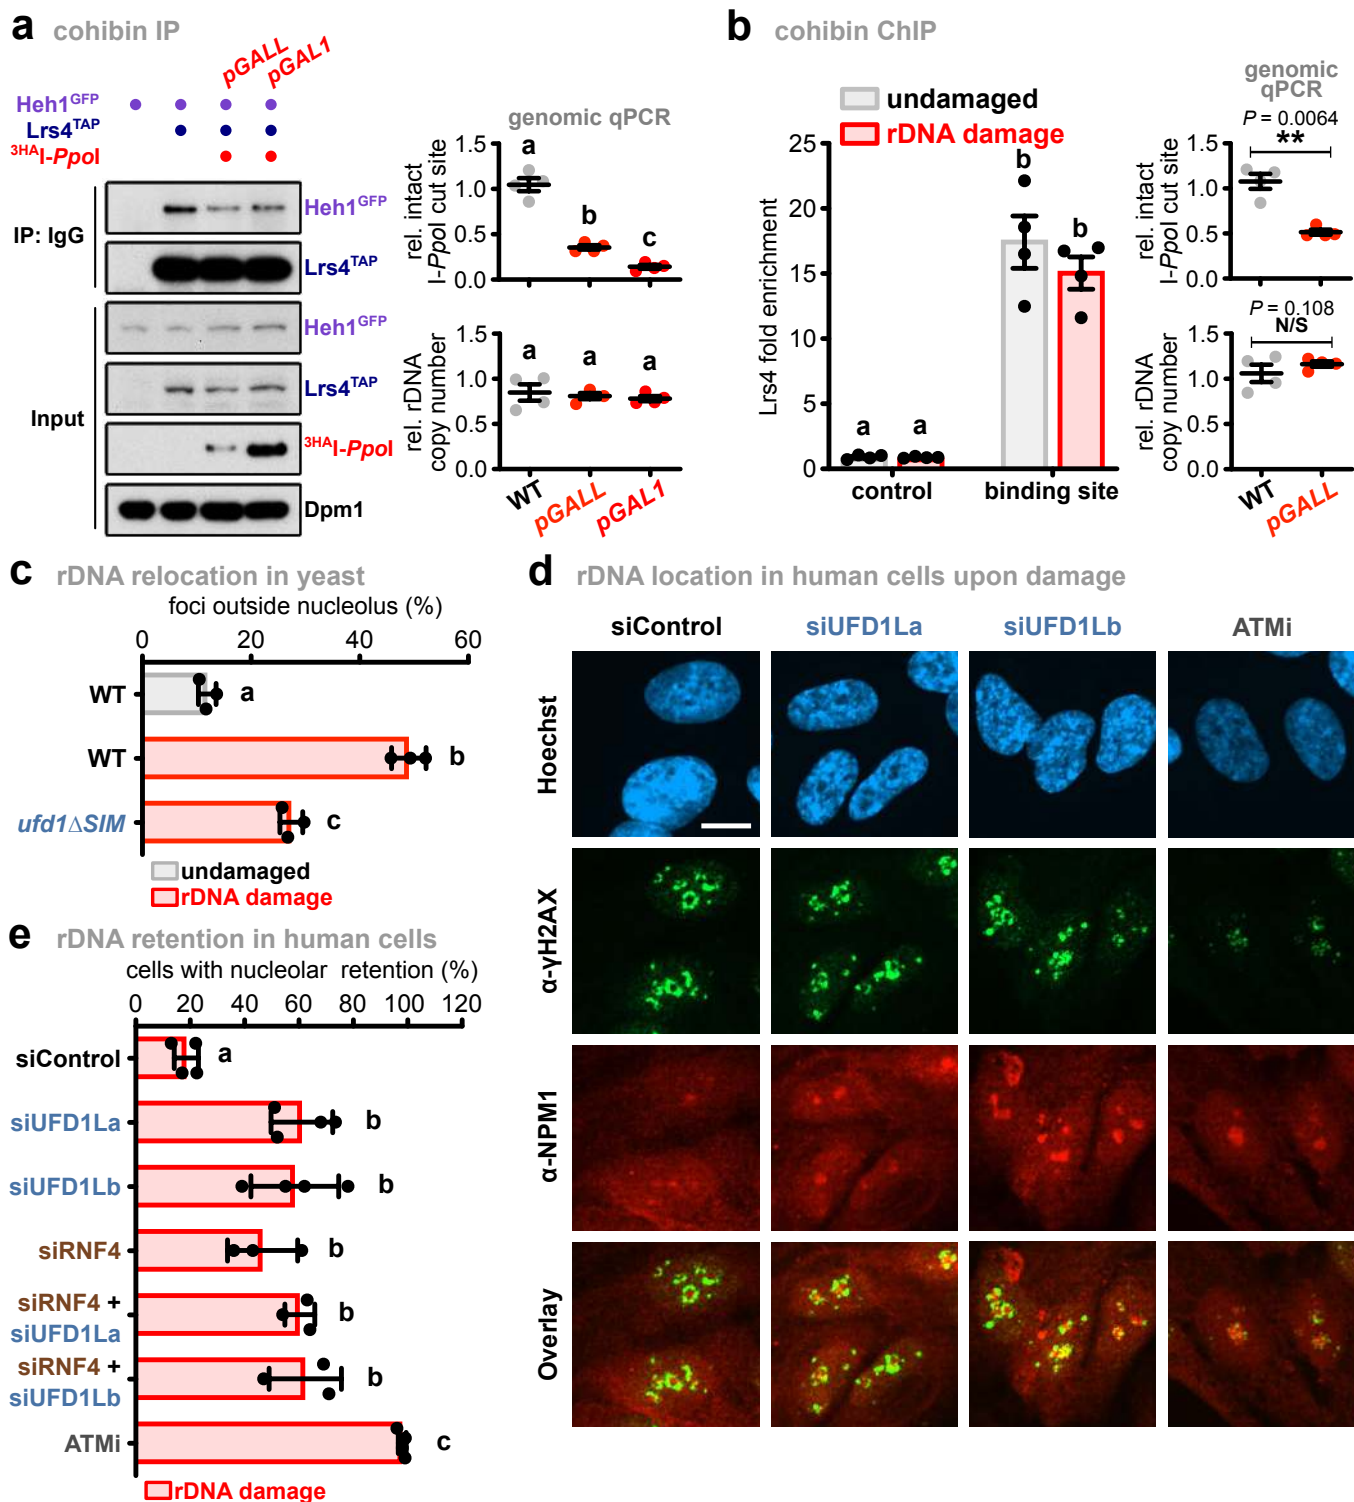 a cohibin IP
pGALL
pGAL1
Heh1GFP
Lrs4TAP
3HAI-PpoI
IP: IgG
Input
Heh1GFP
Lrs4TAP
Heh1GFP
Lrs4TAP
3HAI-PpoI
Dpm1
genomic qPCR
rel. intact
I-PpoI cut site
1.5
1.0
0.5
0.0
a
b
c
rel. rDNA
copy number
1.5
1.0
0.5
0.0
a
a
a
WT
pGALL
pGAL1
b cohibin ChIP
undamaged
rDNA damage
Lrs4 fold enrichment
25
20
15
10
5
0
a
a
b
b
control
binding site
genomic
qPCR
P = 0.0064
**
rel. intact
I-PpoI cut site
1.5
1.0
0.5
0.0
P = 0.108
N/S
rel. rDNA
copy number
1.5
1.0
0.5
0.0
WT
pGALL
c rDNA relocation in yeast
foci outside nucleolus (%)
0 20 40 60
WT
a
WT
b
ufd1ΔSIM
c
undamaged
rDNA damage
d rDNA location in human cells upon damage
siControl siUFD1La siUFD1Lb ATMi
Hoechst
α-γH2AX
α-NPM1
Overlay
e rDNA retention in human cells
cells with nucleolar retention (%)
0 20 40 60 80 100 120
siControl
a
siUFD1La
b
siUFD1Lb
b
siRNF4
b
siRNF4 +
siUFD1La
b
siRNF4 +
siUFD1Lb
b
ATMi
c
rDNA damage